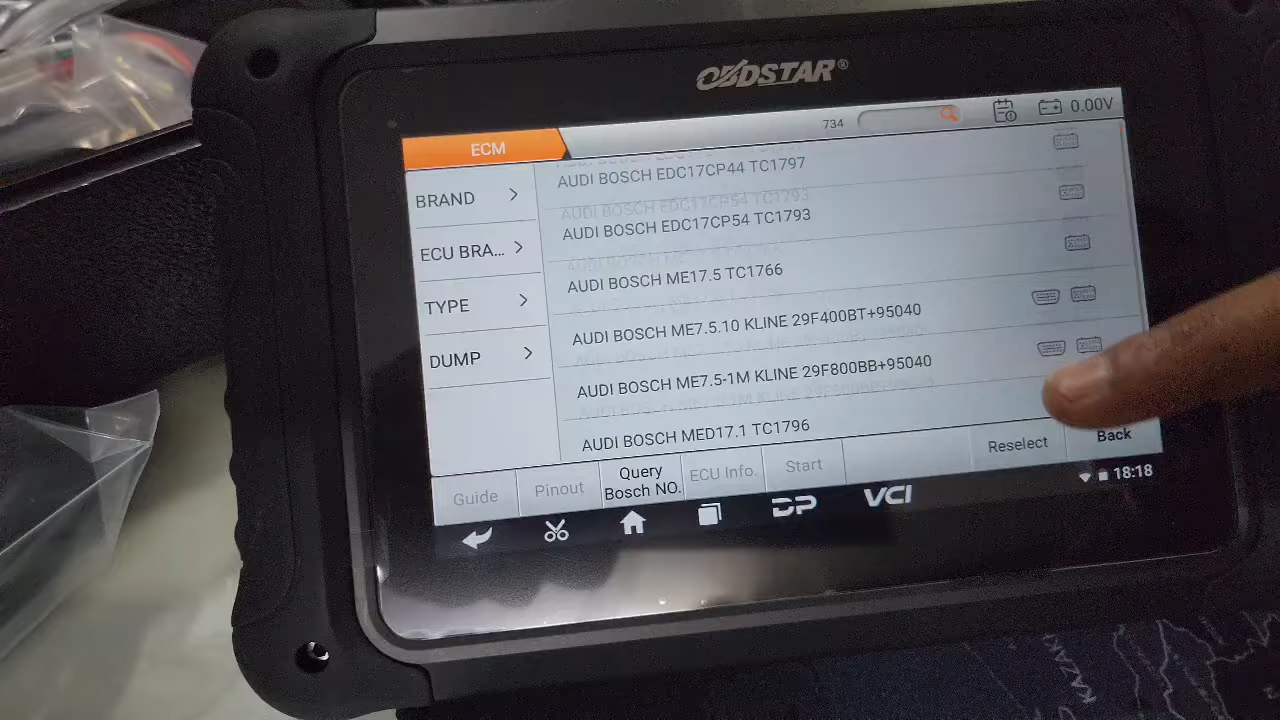 OBDSTAR®
ECM
734
0.00V
BRAND
ECU BRA...
TYPE
DUMP
AUDI BOSCH EDC17CP44 TC1797
AUDI BOSCH EDC17CP54 TC1793
AUDI BOSCH ME17.5 TC1766
AUDI BOSCH ME7.5.10 KLINE 29F400BT+95040
AUDI BOSCH ME7.5-1M KLINE 29F800BB+95040
AUDI BOSCH MED17.1 TC1796
Guide
Pinout
Query
Bosch NO.
ECU Info.
Start
Reselect
Back
DP
VCI
18:18
KAZAK